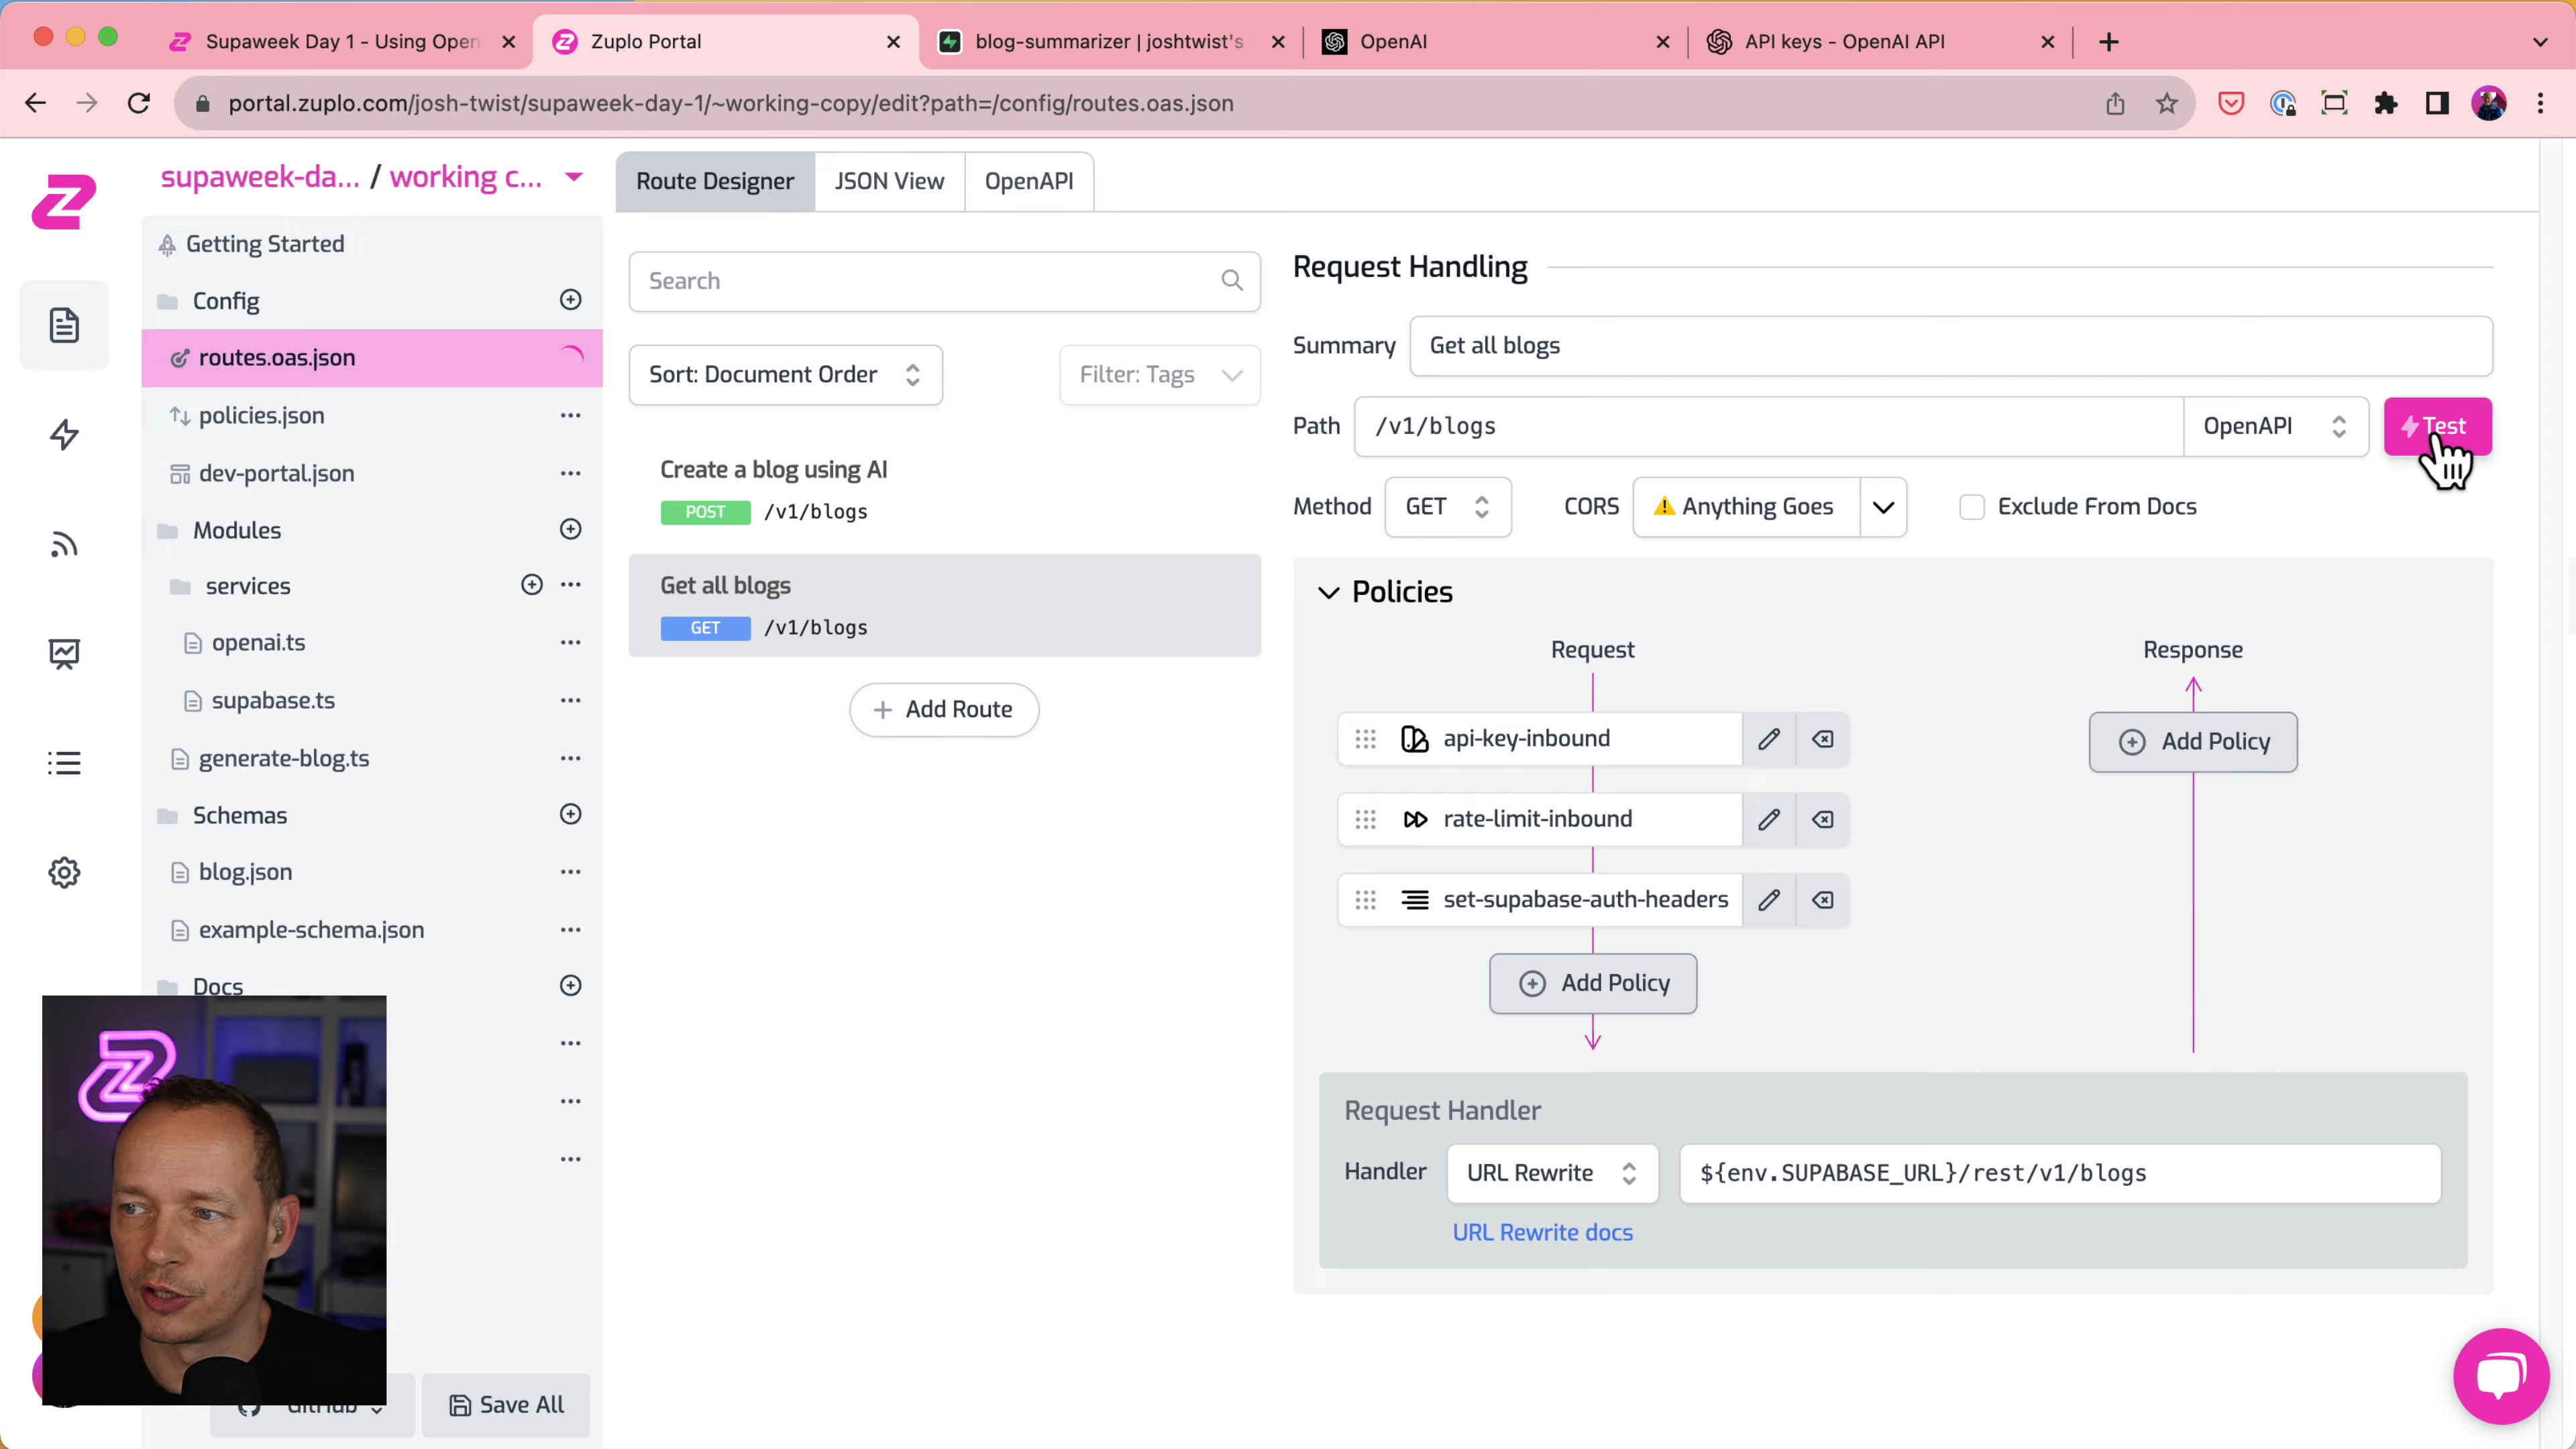 Supaweek Day 1 - Using Open
Zuplo Portal
blog-summarizer | joshtwist's
OpenAI
API keys - OpenAI API
portal.zuplo.com/josh-twist/supaweek-day-1/~working-copy/edit?path=/config/routes.oas.json
supaweek-da... / working c...
Route Designer
JSON View
OpenAPI
Getting Started
Config
routes.oas.json
policies.json
dev-portal.json
Modules
services
openai.ts
supabase.ts
generate-blog.ts
Schemas
blog.json
example-schema.json
Docs
GitHub
Save All
Search
Sort: Document Order
Filter: Tags
Create a blog using AI
POST /v1/blogs
Get all blogs
GET /v1/blogs
Add Route
Request Handling
Summary Get all blogs
Path /v1/blogs OpenAPI Test
Method GET CORS Anything Goes Exclude From Docs
Policies
Request
Response
api-key-inbound
Add Policy
rate-limit-inbound
set-supabase-auth-headers
Add Policy
Request Handler
Handler URL Rewrite ${env.SUPABASE_URL}/rest/v1/blogs
URL Rewrite docs